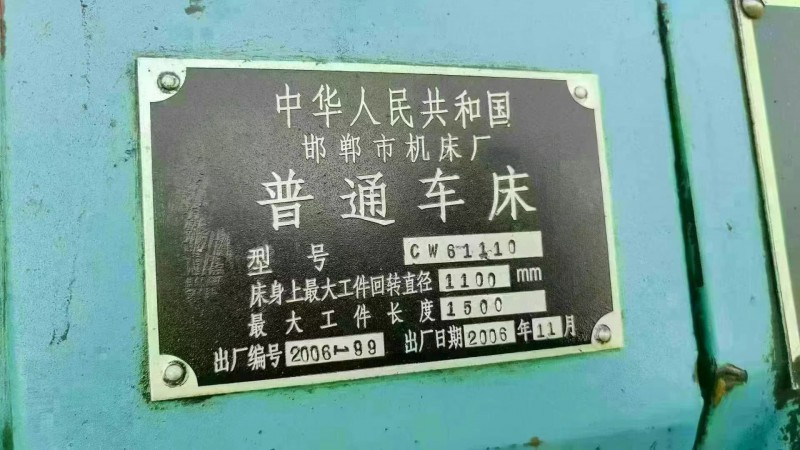 中华人民共和国
邯郸市机床厂
普通车床
型号 CW61110
床身上最大工件回转直径 1100 mm
最大工件长度 1500
出厂编号 2006-199 出厂日期 2006 年 11 月